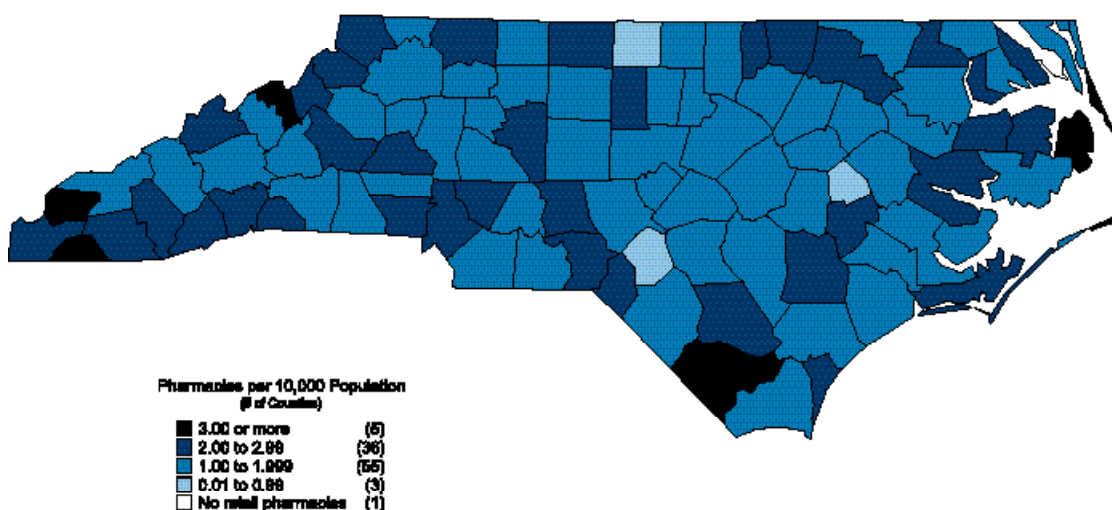 Pharmacies per 10,000 Population
(# of Counties)
3.00 or more (5)
2.00 to 2.99 (36)
1.00 to 1.999 (55)
0.01 to 0.99 (3)
No retail pharmacies (1)